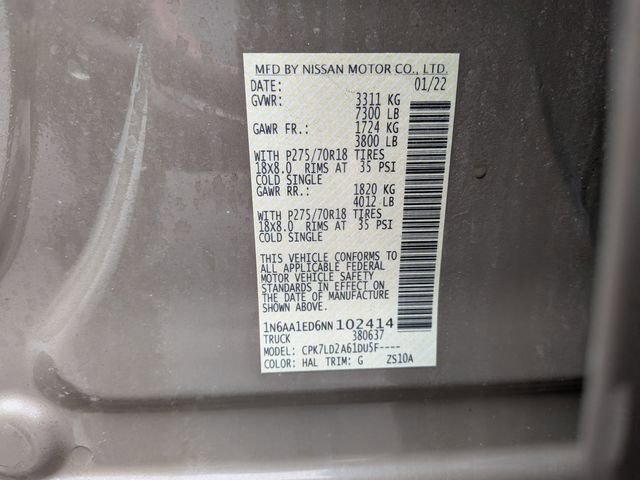 MFD BY NISSAN MOTOR CO., LTD.
DATE: 01/22
GVWR: 3311 KG
7300 LB
GAWR FR.: 1724 KG
3800 LB
WITH P275/70R18 TIRES
18X8.0 RIMS AT 35 PSI
COLD SINGLE
GAWR RR.: 1820 KG
4012 LB
WITH P275/70R18 TIRES
18X8.0 RIMS AT 35 PSI
COLD SINGLE
THIS VEHICLE CONFORMS TO
ALL APPLICABLE FEDERAL
MOTOR VEHICLE SAFETY
STANDARDS IN EFFECT ON
THE DATE OF MANUFACTURE
SHOWN ABOVE.
1N6AA1ED6NN102414
TRUCK 380637
MODEL: CPK7LD2A61DU5F----
COLOR: HAL TRIM: G ZS10A